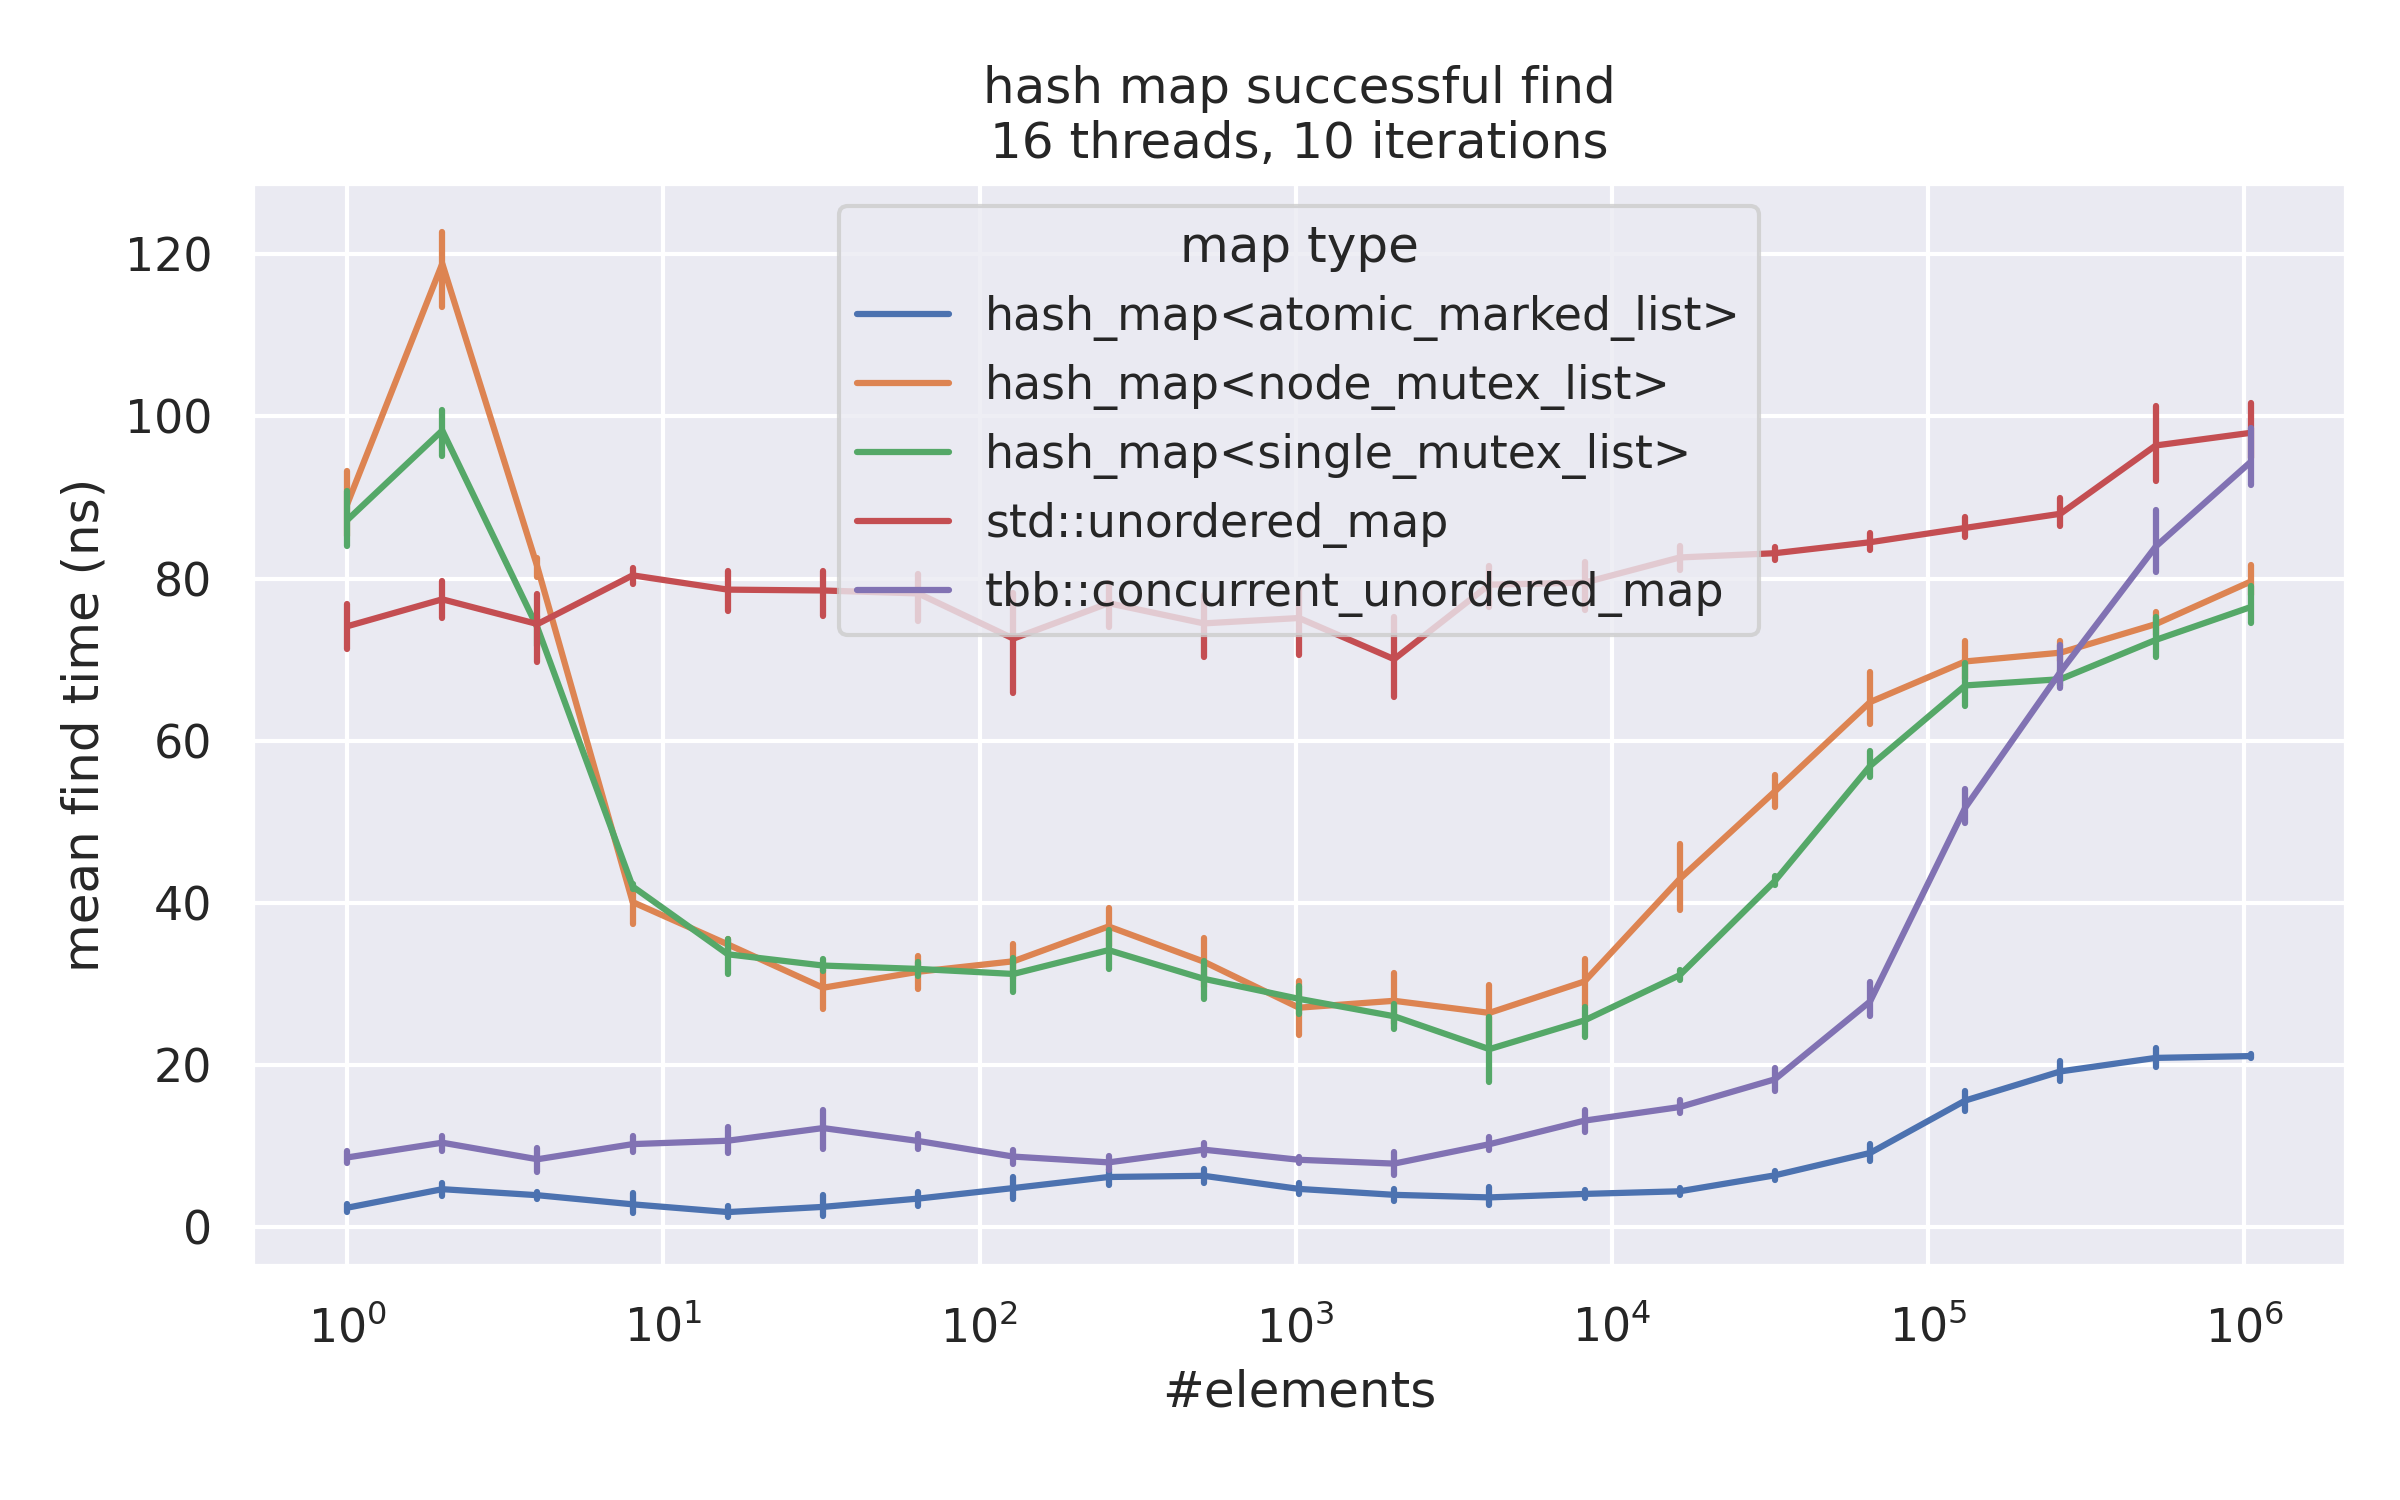 hash map successful find
16 threads, 10 iterations
mean find time (ns)
120
100
80
60
40
20
0
map type
hash_map<atomic_marked_list>
hash_map<node_mutex_list>
hash_map<single_mutex_list>
std::unordered_map
tbb::concurrent_unordered_map
10⁰ 10¹ 10² 10³ 10⁴ 10⁵ 10⁶
#elements